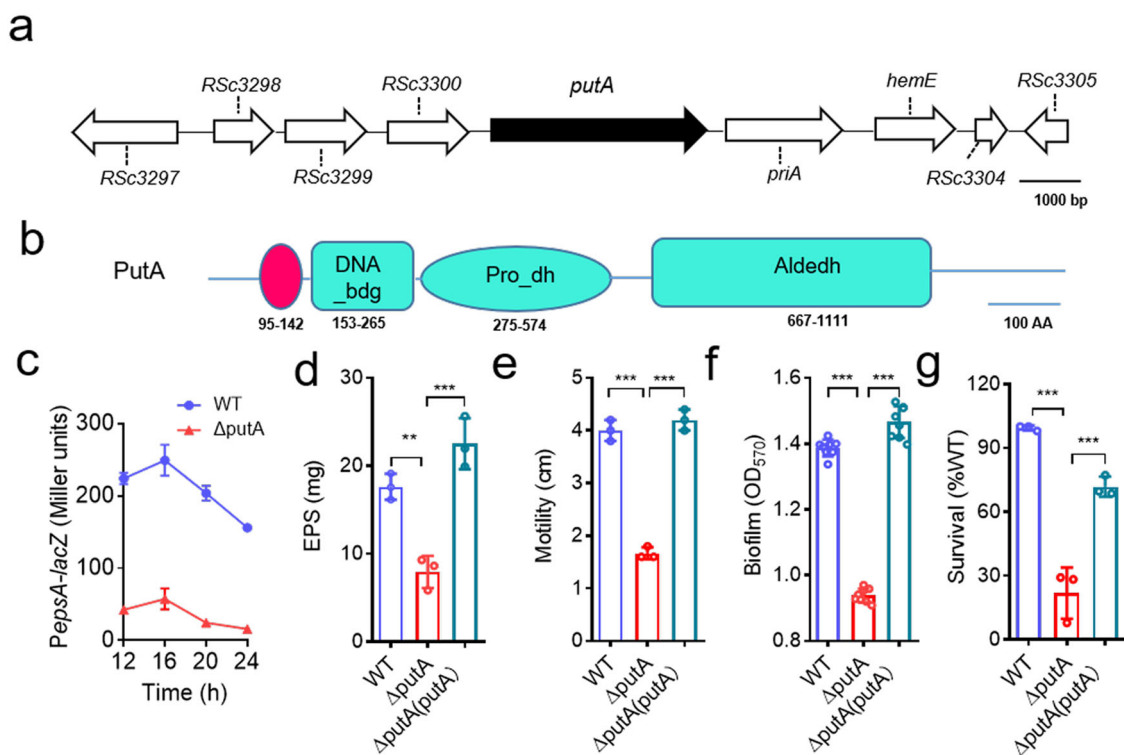 a
RSc3298
RSc3300
putA
hemE
RSc3305
RSc3297
RSc3299
priA
RSc3304
1000 bp
b
PutA
DNA
_bdg
Pro_dh
Aldedh
95-142
153-265
275-574
667-1111
100 AA
c
PepsA-lacZ (Miller units)
300
200
100
0
12
16
20
24
Time (h)
WT
ΔputA
d
EPS (mg)
30
20
10
0
**
***
WT
ΔputA
ΔputA(putA)
e
Motility (cm)
5
4
3
2
1
0
***
***
WT
ΔputA
ΔputA(putA)
f
Biofilm (OD570)
1.6
1.4
1.2
1.0
0.8
***
***
WT
ΔputA
ΔputA(putA)
g
Survival (%WT)
120
90
60
30
0
***
***
WT
ΔputA
ΔputA(putA)